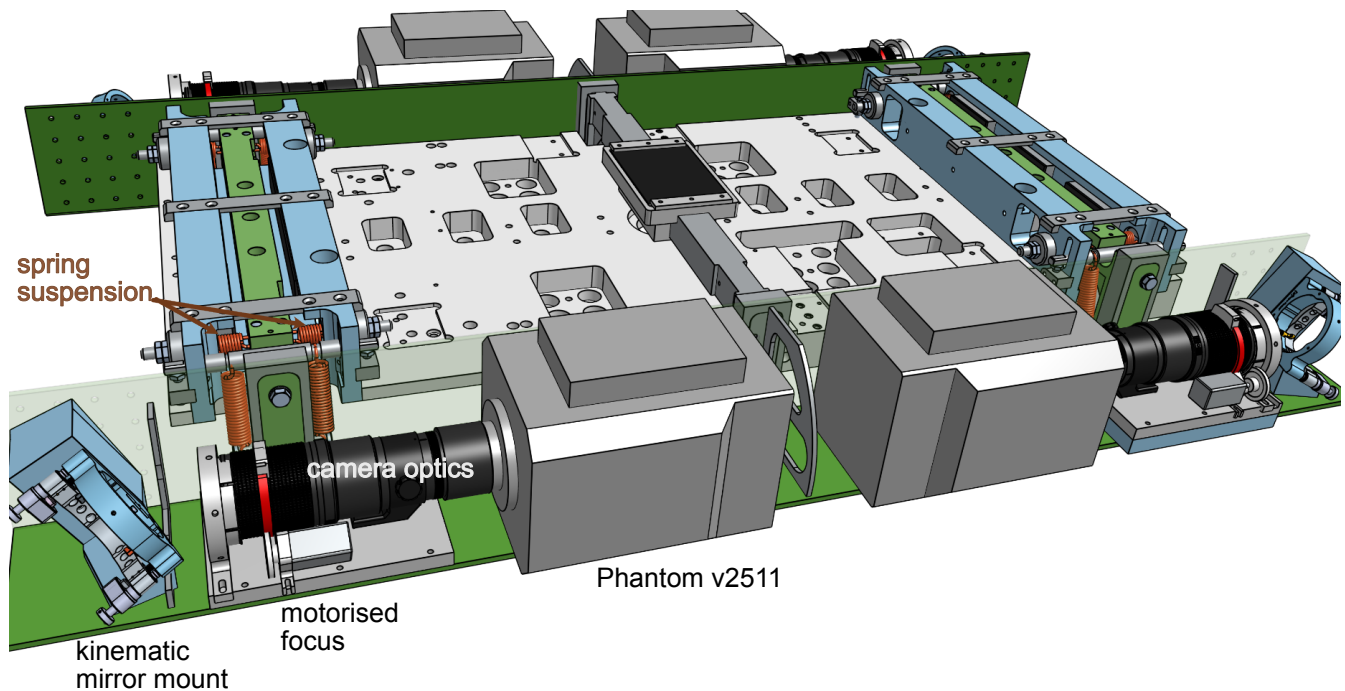 spring
suspension
camera optics
Phantom v2511
motorised
focus
kinematic
mirror mount